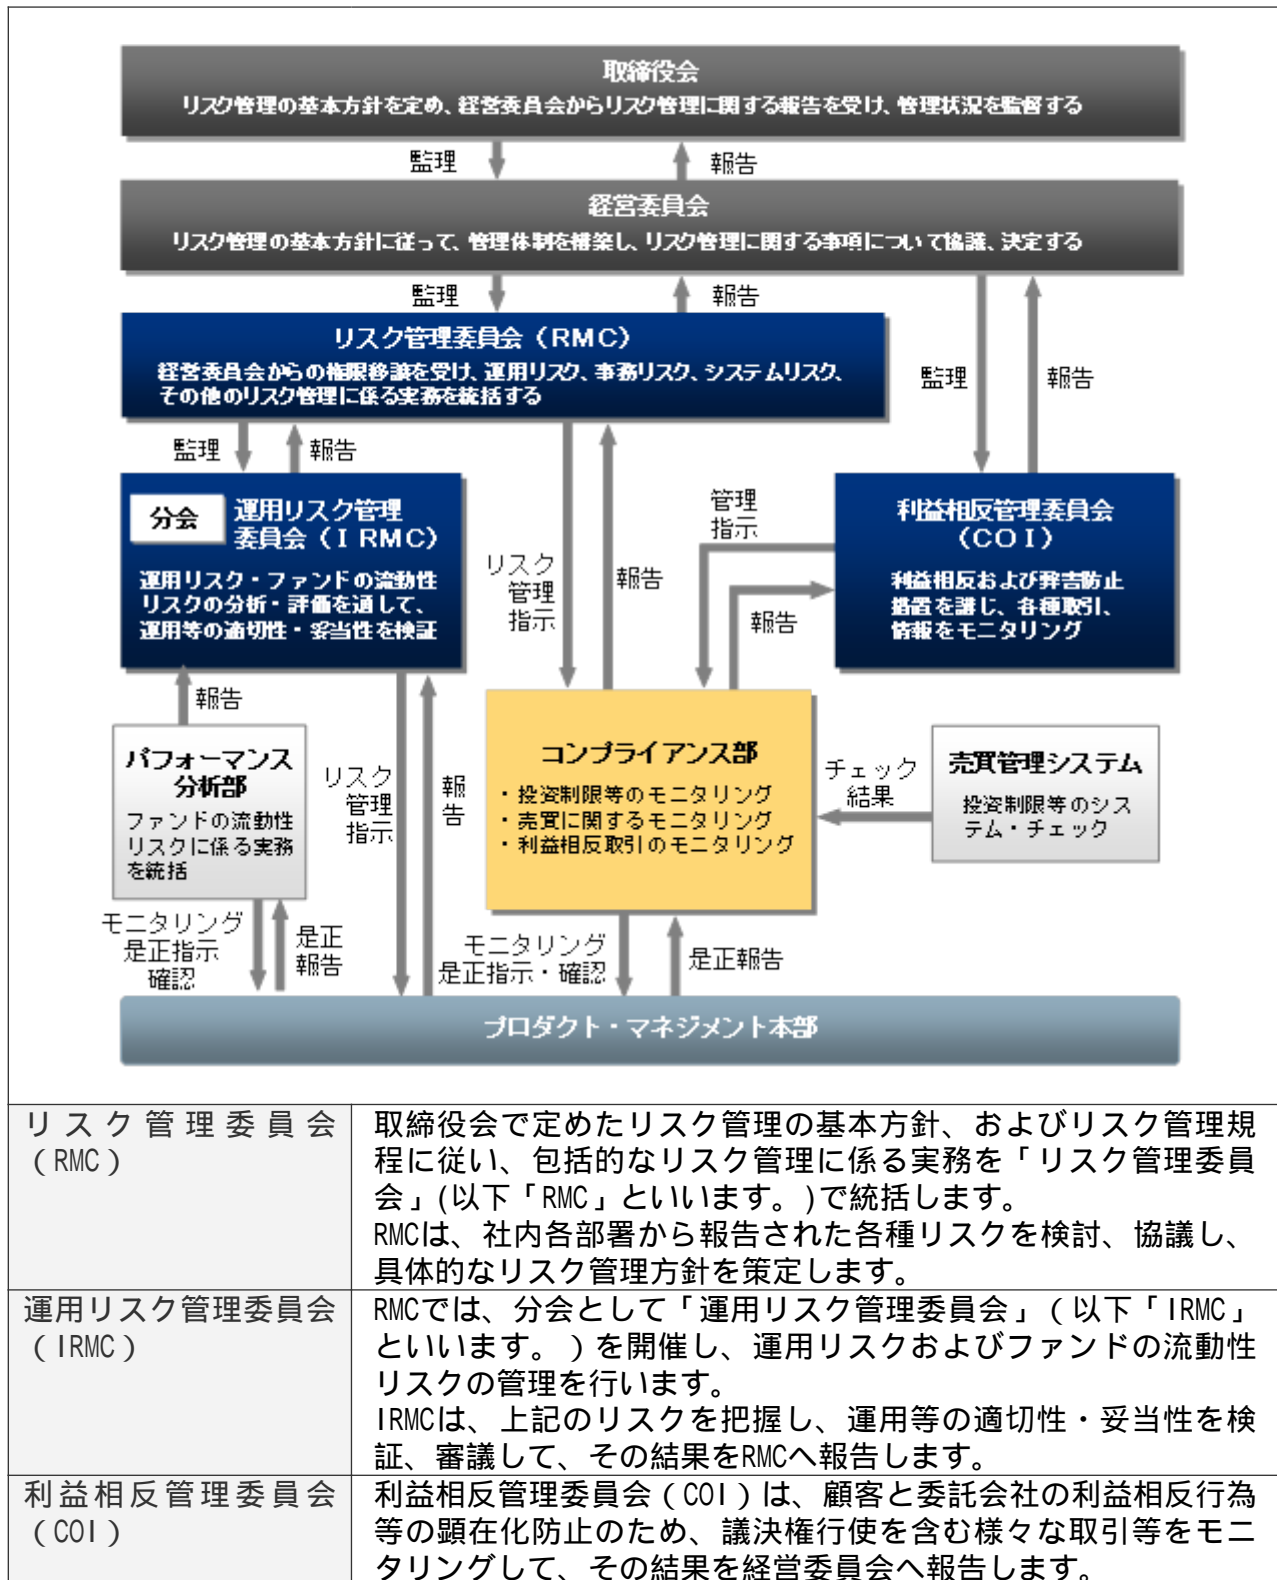 取締役会
リスク管理の基本方針を定め、経営委員会からリスク管理に関する報告を受け、管理状況を監督する
監理
報告
経営委員会
リスク管理の基本方針に従って、管理体制を構築し、リスク管理に関する事項について協議、決定する
監理
報告
リスク管理委員会（RMC）
経営委員会からの権限移譲を受け、運用リスク、事務リスク、システムリスク、
その他のリスク管理に係る実務を統括する
監理
報告
監理
報告
分会
運用リスク管理
委員会（IRMC）
運用リスク・ファンドの流動性
リスクの分析・評価を通して、
運用等の適切性・妥当性を検証
リスク
管理
指示
報告
管理
指示
報告
利益相反管理委員会
（COI）
利益相反および弊害防止
措置を講じ、各種取引、
情報をモニタリング
報告
パフォーマンス
分析部
ファンドの流動性
リスクに係る実務
を統括
リスク
管理
指示
報
告
コンプライアンス部
・投資制限等のモニタリング
・売買に関するモニタリング
・利益相反取引のモニタリング
チェック
結果
売買管理システム
投資制限等のシス
テム・チェック
モニタリング
是正指示
確認
是正
報告
モニタリング
是正指示・確認
是正報告
プロダクト・マネジメント本部
リスク管理委員会
（RMC）
取締役会で定めたリスク管理の基本方針、およびリスク管理規
程に従い、包括的なリスク管理に係る実務を「リスク管理委員
会」(以下「RMC」といいます。)で統括します。
RMCは、社内各部署から報告された各種リスクを検討、協議し、
具体的なリスク管理方針を策定します。
運用リスク管理委員会
（IRMC）
RMCでは、分会として「運用リスク管理委員会」（以下「IRMC」
といいます。）を開催し、運用リスクおよびファンドの流動性
リスクの管理を行います。
IRMCは、上記のリスクを把握し、運用等の適切性・妥当性を検
証、審議して、その結果をRMCへ報告します。
利益相反管理委員会
（COI）
利益相反管理委員会（COI）は、顧客と委託会社の利益相反行為
等の顕在化防止のため、議決権行使を含む様々な取引等をモニ
タリングして、その結果を経営委員会へ報告します。